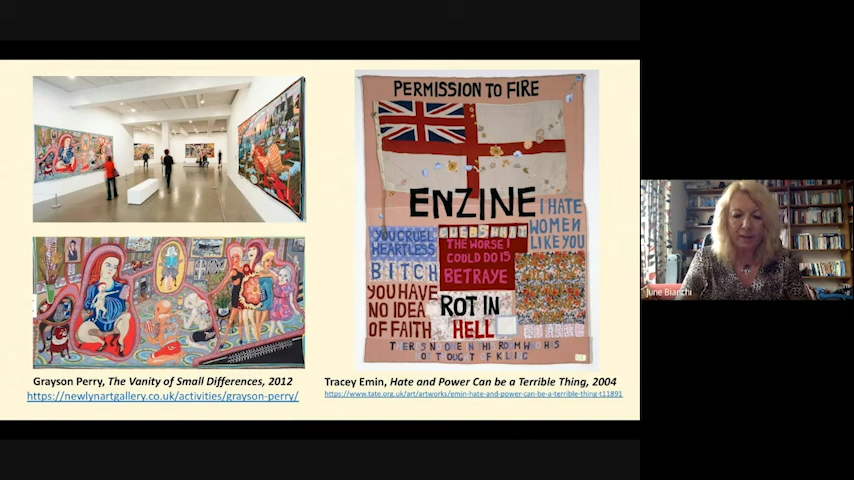 PERMISSION TO FIRE
ENZINE
I HATE
WOMEN
LIKE YOU
YOU CRUEL
HEARTLESS
BITCH
THE WORSE I
COULD DO IS
BETRAYE
YOU HAVE
NO IDEA
OF FAITH
ROT IN
HELL
Grayson Perry, The Vanity of Small Differences, 2012
https://newlynartgallery.co.uk/activities/grayson-perry/
Tracey Emin, Hate and Power Can be a Terrible Thing, 2004
https://www.tate.org.uk/art/artworks/emin-hate-and-power-can-be-a-terrible-thing-t11891
June Bianchi